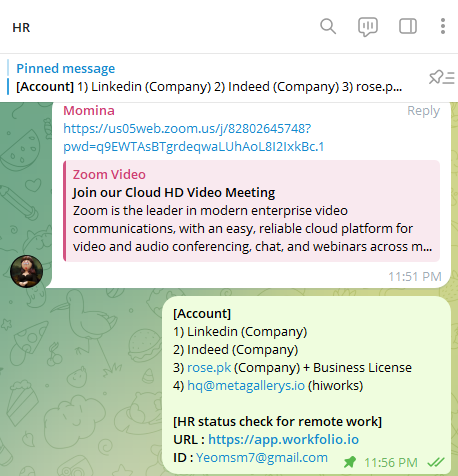 HR
Pinned message
[Account] 1) Linkedin (Company) 2) Indeed (Company) 3) rose.p...
Momina
Reply
https://us05web.zoom.us/j/82802645748?
pwd=q9EWTAsBTgrdeqwaLUhAoL8I2IxkBc.1
Zoom Video
Join our Cloud HD Video Meeting
Zoom is the leader in modern enterprise video
communications, with an easy, reliable cloud platform for
video and audio conferencing, chat, and webinars across m...
11:51 PM
[Account]
1) Linkedin (Company)
2) Indeed (Company)
3) rose.pk (Company) + Business License
4) hq@metagallerys.io (hiworks)
[HR status check for remote work]
URL : https://app.workfolio.io
ID : Yeomsm7@gmail.com
11:56 PM